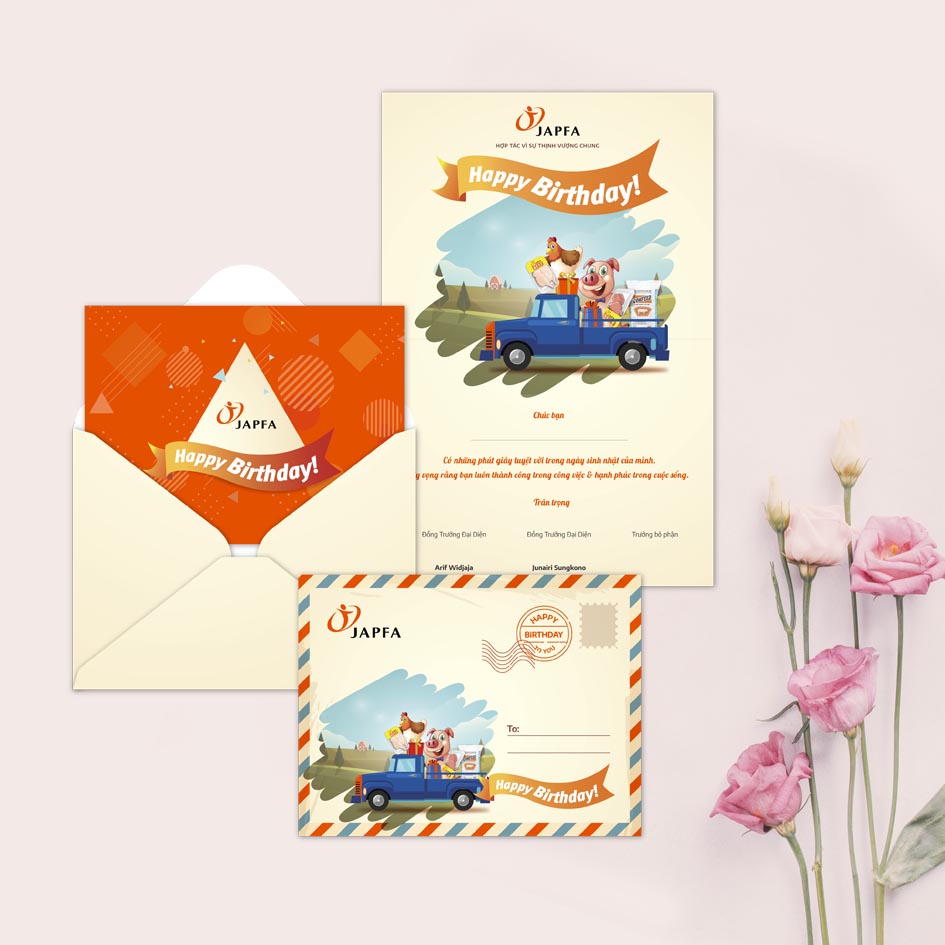 JAPFA
HỢP TÁC VÌ SỰ THỊNH VƯỢNG CHUNG
Happy Birthday!
Chúc bạn
Có những phút giây tuyệt vời trong ngày sinh nhật của mình.
vọng rằng bạn luôn thành công trong công việc & hạnh phúc trong cuộc sống.
Trân trọng
Đồng Trưởng Đại Diện Đồng Trưởng Đại Diện Trưởng bộ phận
Arif Widjaja Junairi Sungkono
JAPFA
Happy Birthday!
JAPFA
HAPPY
BIRTHDAY
TO YOU
To:
Happy Birthday!